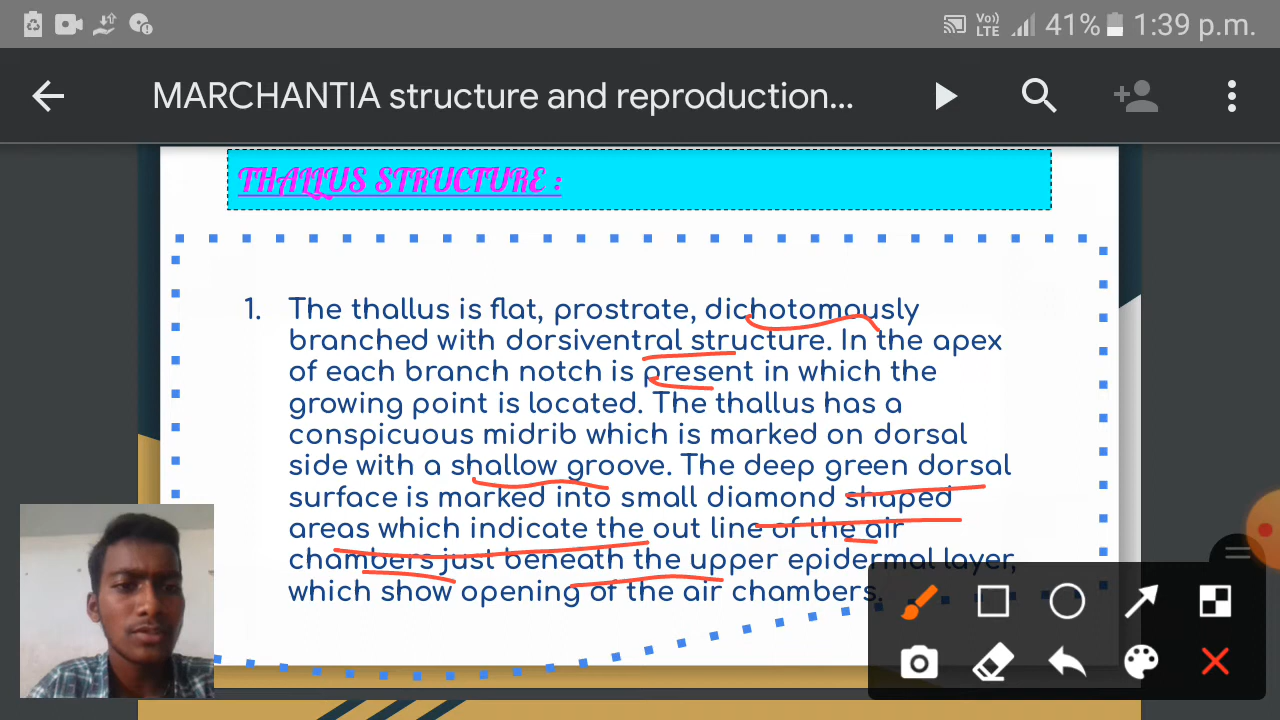 Vo)) LTE 41% 1:39 p.m.
MARCHANTIA structure and reproduction...
THALLUS STRUCTURE :
1. The thallus is flat, prostrate, dichotomously
branched with dorsiventral structure. In the apex
of each branch notch is present in which the
growing point is located. The thallus has a
conspicuous midrib which is marked on dorsal
side with a shallow groove. The deep green dorsal
surface is marked into small diamond shaped
areas which indicate the out line of the air
chambers just beneath the upper epidermal layer,
which show opening of the air chambers.